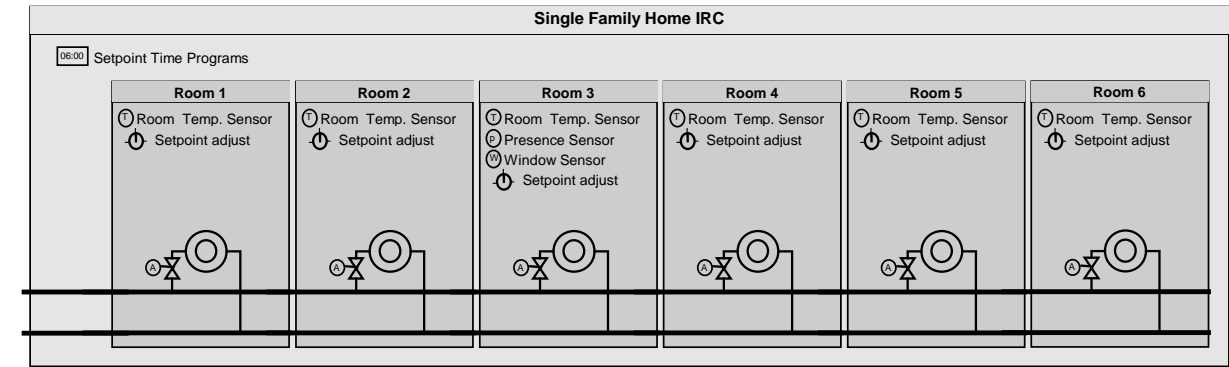 Single Family Home IRC
06:00 Setpoint Time Programs
Room 1
T Room Temp. Sensor
Setpoint adjust
A
Room 2
T Room Temp. Sensor
Setpoint adjust
A
Room 3
T Room Temp. Sensor
P Presence Sensor
W Window Sensor
Setpoint adjust
A
Room 4
T Room Temp. Sensor
Setpoint adjust
A
Room 5
T Room Temp. Sensor
Setpoint adjust
A
Room 6
T Room Temp. Sensor
Setpoint adjust
A